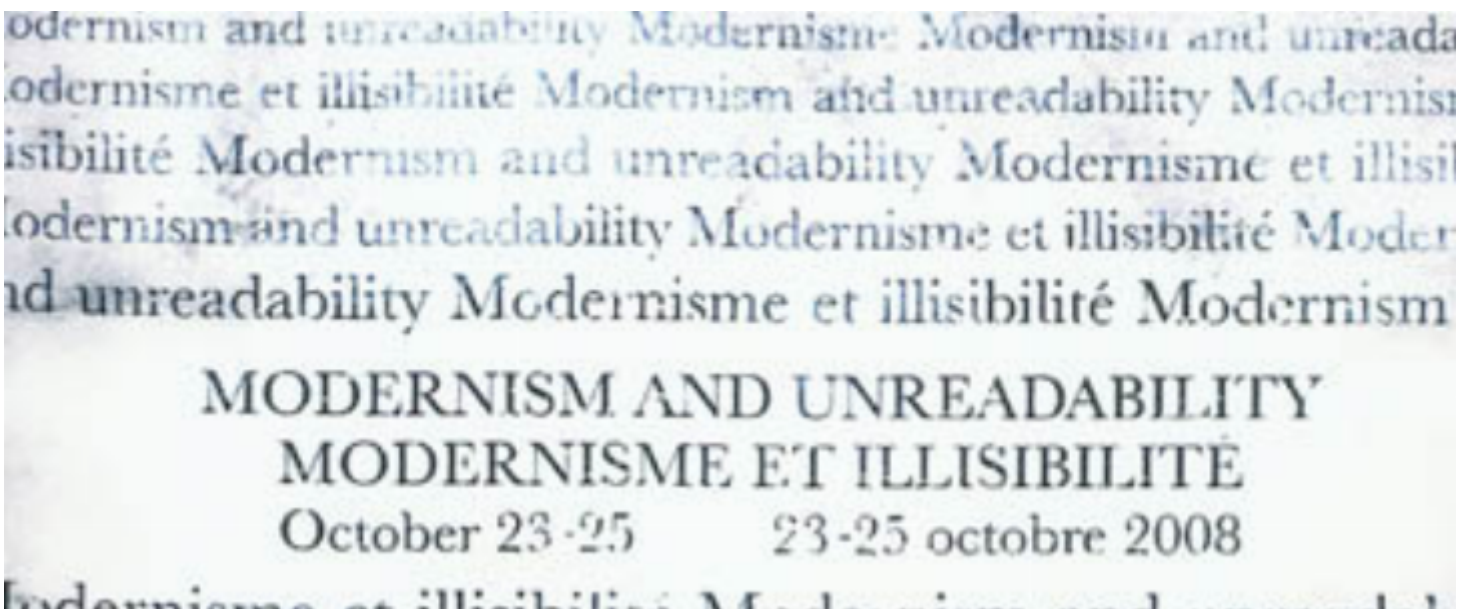 odernism and unreadability Modernisme Modernism and unreada
odernisme et illisibilité Modernism and unreadability Modernis
isibilité Modernism and unreadability Modernisme et illisi
odernism and unreadability Modernisme et illisibilité Moder
nd unreadability Modernisme et illisibilité Modernism
MODERNISM AND UNREADABILITY
MODERNISME ET ILLISIBILITÉ
October 23-25 23-25 octobre 2008